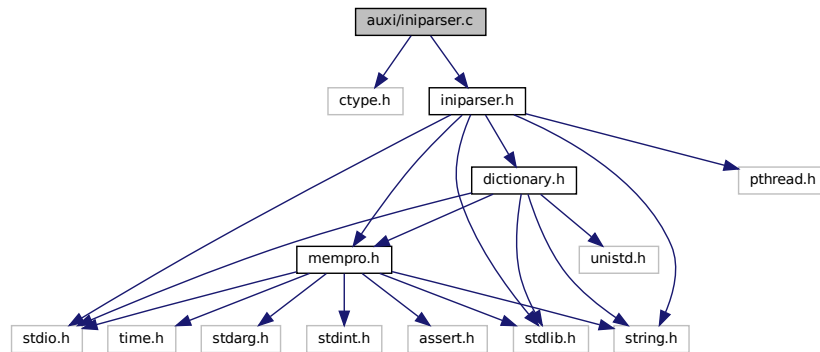 auxi/iniparser.c
ctype.h
iniparser.h
dictionary.h
pthread.h
mempro.h
unistd.h
stdio.h
time.h
stdarg.h
stdint.h
assert.h
stdlib.h
string.h